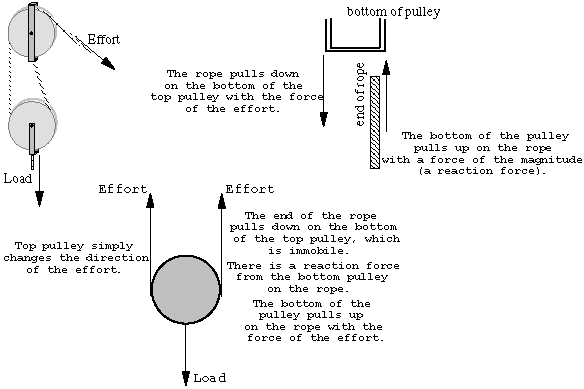 Effort
Load
bottom of pulley
The rope pulls down
on the bottom of the
top pulley with the force
of the effort.
end of rope
The bottom of the pulley
pulls up on the rope
with a force of the magnitude
(a reaction force).
Effort
Effort
Top pulley simply
changes the direction
of the effort.
The end of the rope
pulls down on the bottom
of the top pulley, which
is immobile.
There is a reaction force
from the bottom pulley
on the rope.
The bottom of the
pulley pulls up
on the rope with the
force of the effort.
Load